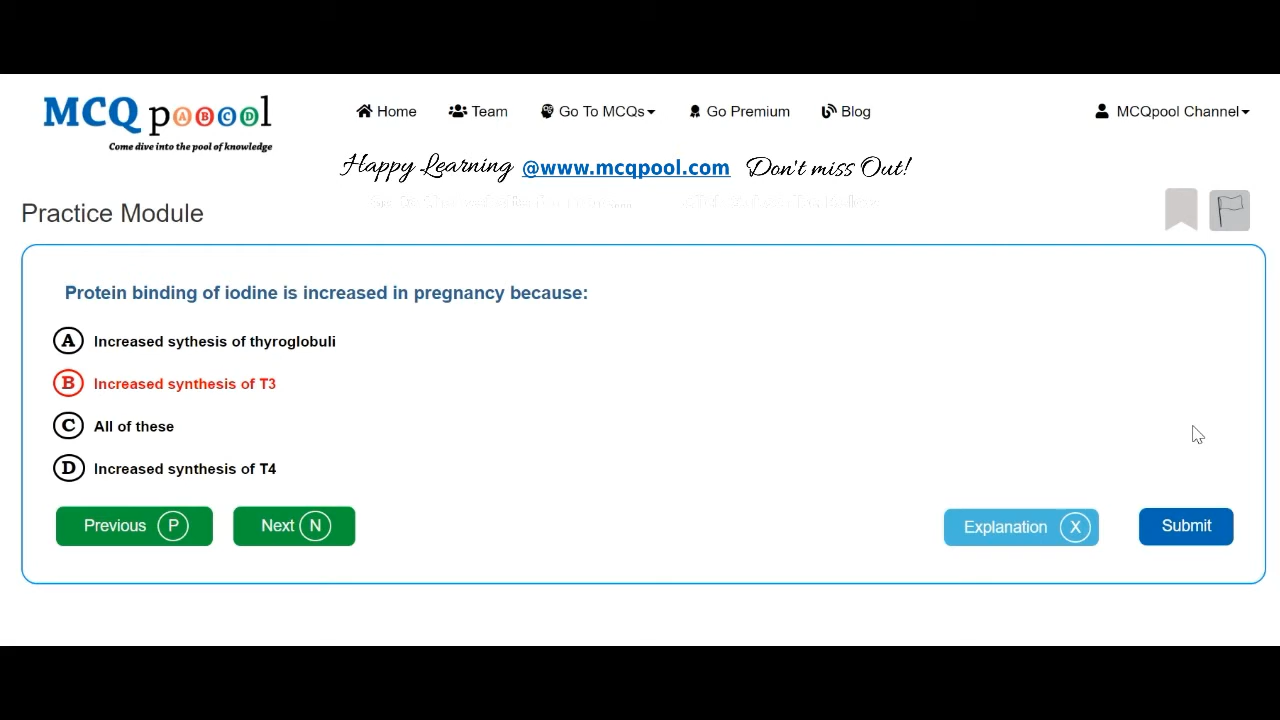 MCQ pABCDl
Come dive into the pool of knowledge
Home Team Go To MCQs Go Premium Blog MCQpool Channel
Happy Learning @www.mcqpool.com Don't miss Out!
Practice Module
Protein binding of iodine is increased in pregnancy because:
A Increased sythesis of thyroglobuli
B Increased synthesis of T3
C All of these
D Increased synthesis of T4
Previous P Next N Explanation X Submit